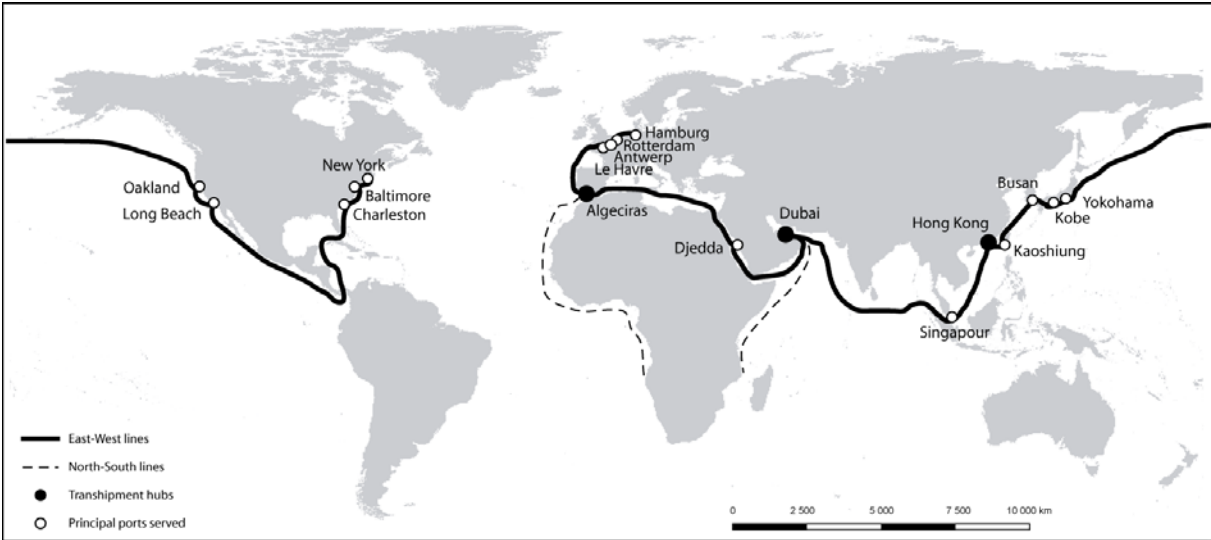 Hamburg
Rotterdam
Antwerp
Le Havre
New York
Oakland
Baltimore
Long Beach
Charleston
Algeciras
Dubai
Djedda
Busan
Yokohama
Kobe
Hong Kong
Kaoshiung
Singapour
East-West lines
North-South lines
Transhipment hubs
Principal ports served
0 2 500 5 000 7 500 10 000 km